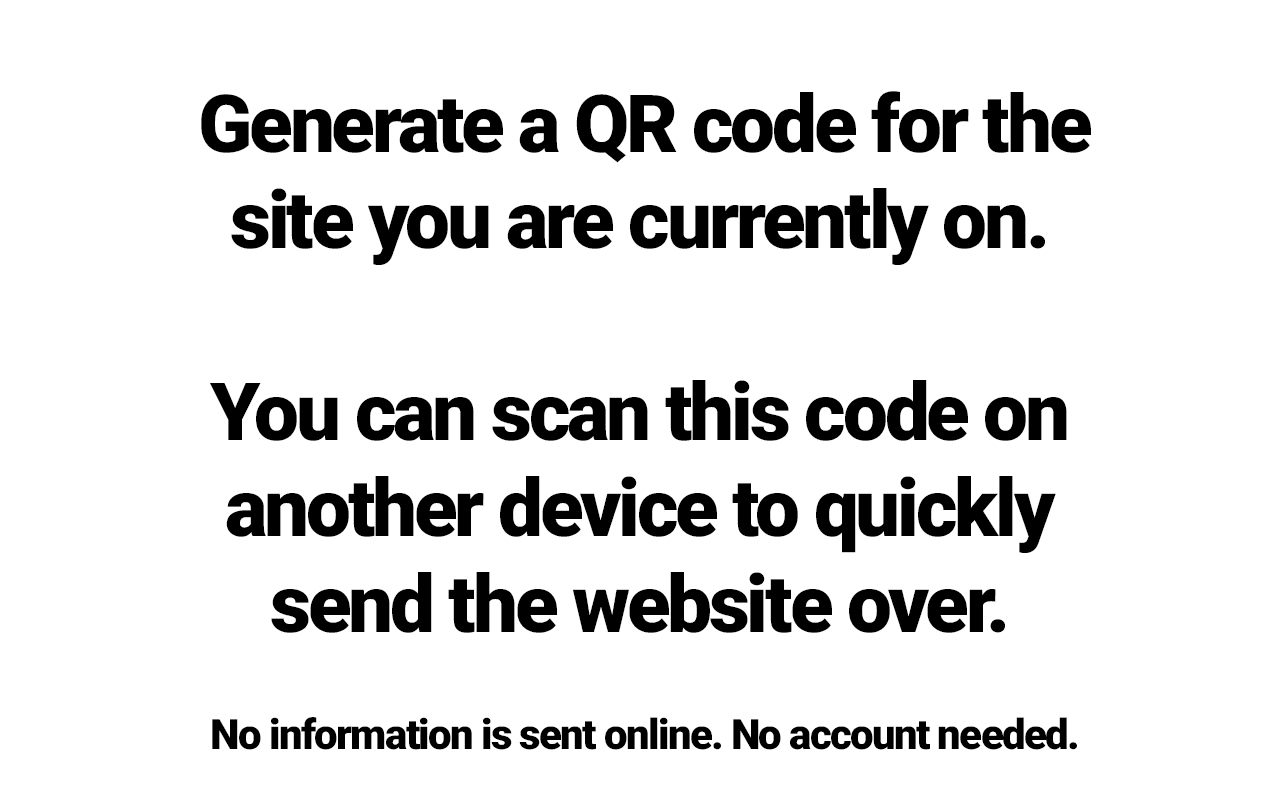 Generate a QR code for the
site you are currently on.
You can scan this code on
another device to quickly
send the website over.
No information is sent online. No account needed.